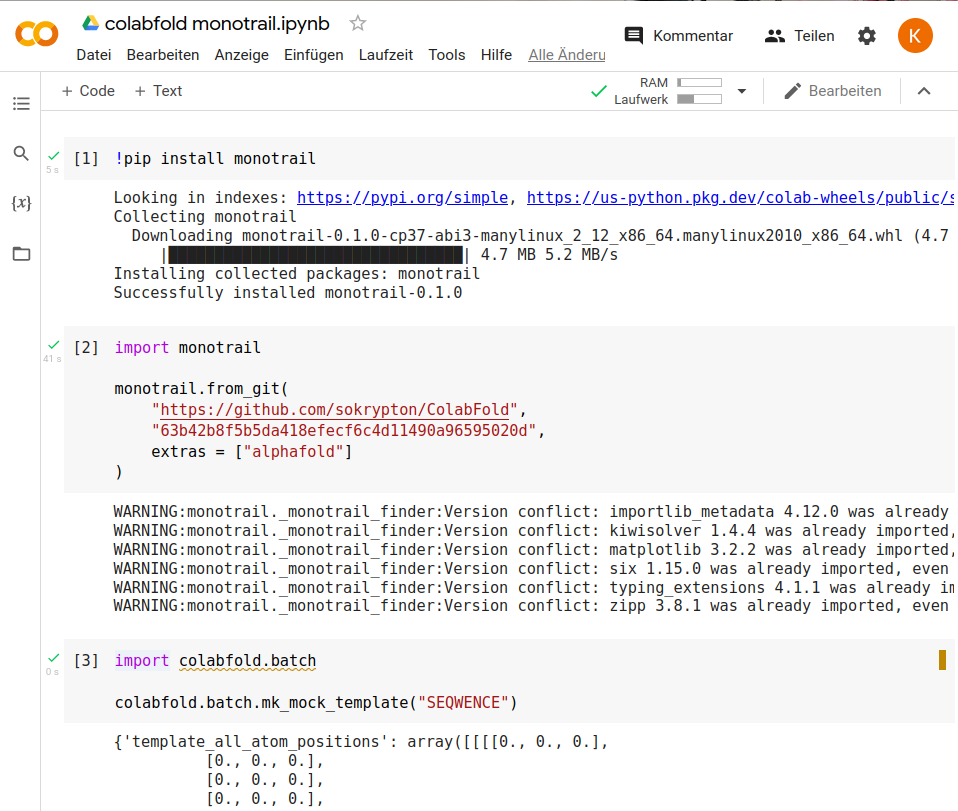 colabfold monotrail.ipynb
Kommentar
Teilen
K
Datei Bearbeiten Anzeige Einfügen Laufzeit Tools Hilfe Alle Änderu
+ Code + Text
RAM
Laufwerk
Bearbeiten
{x}
5 s
[1] !pip install monotrail
Looking in indexes: https://pypi.org/simple, https://us-python.pkg.dev/colab-wheels/public/s
Collecting monotrail
Downloading monotrail-0.1.0-cp37-abi3-manylinux_2_12_x86_64.manylinux2010_x86_64.whl (4.7
|████████████████████████████████| 4.7 MB 5.2 MB/s
Installing collected packages: monotrail
Successfully installed monotrail-0.1.0
41 s
[2] import monotrail
monotrail.from_git(
"https://github.com/sokrypton/ColabFold",
"63b42b8f5b5da418efecf6c4d11490a96595020d",
extras = ["alphafold"]
)
WARNING:monotrail._monotrail_finder:Version conflict: importlib_metadata 4.12.0 was already
WARNING:monotrail._monotrail_finder:Version conflict: kiwisolver 1.4.4 was already imported,
WARNING:monotrail._monotrail_finder:Version conflict: matplotlib 3.2.2 was already imported,
WARNING:monotrail._monotrail_finder:Version conflict: six 1.15.0 was already imported, even
WARNING:monotrail._monotrail_finder:Version conflict: typing_extensions 4.1.1 was already im
WARNING:monotrail._monotrail_finder:Version conflict: zipp 3.8.1 was already imported, even
0 s
[3] import colabfold.batch
colabfold.batch.mk_mock_template("SEQWENCE")
{'template_all_atom_positions': array([[[[0., 0., 0.],
[0., 0., 0.],
[0., 0., 0.],
[0., 0., 0.],